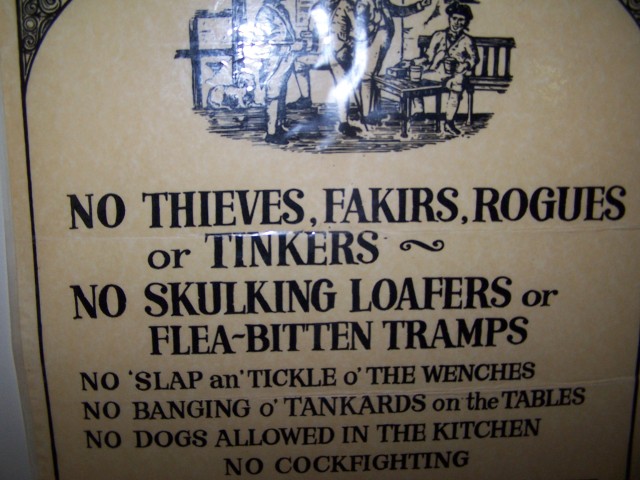 NO THIEVES, FAKIRS, ROGUES
or TINKERS ~
NO SKULKING LOAFERS or
FLEA-BITTEN TRAMPS
NO 'SLAP an' TICKLE o' THE WENCHES
NO BANGING o' TANKARDS on the TABLES
NO DOGS ALLOWED IN THE KITCHEN
NO COCKFIGHTING